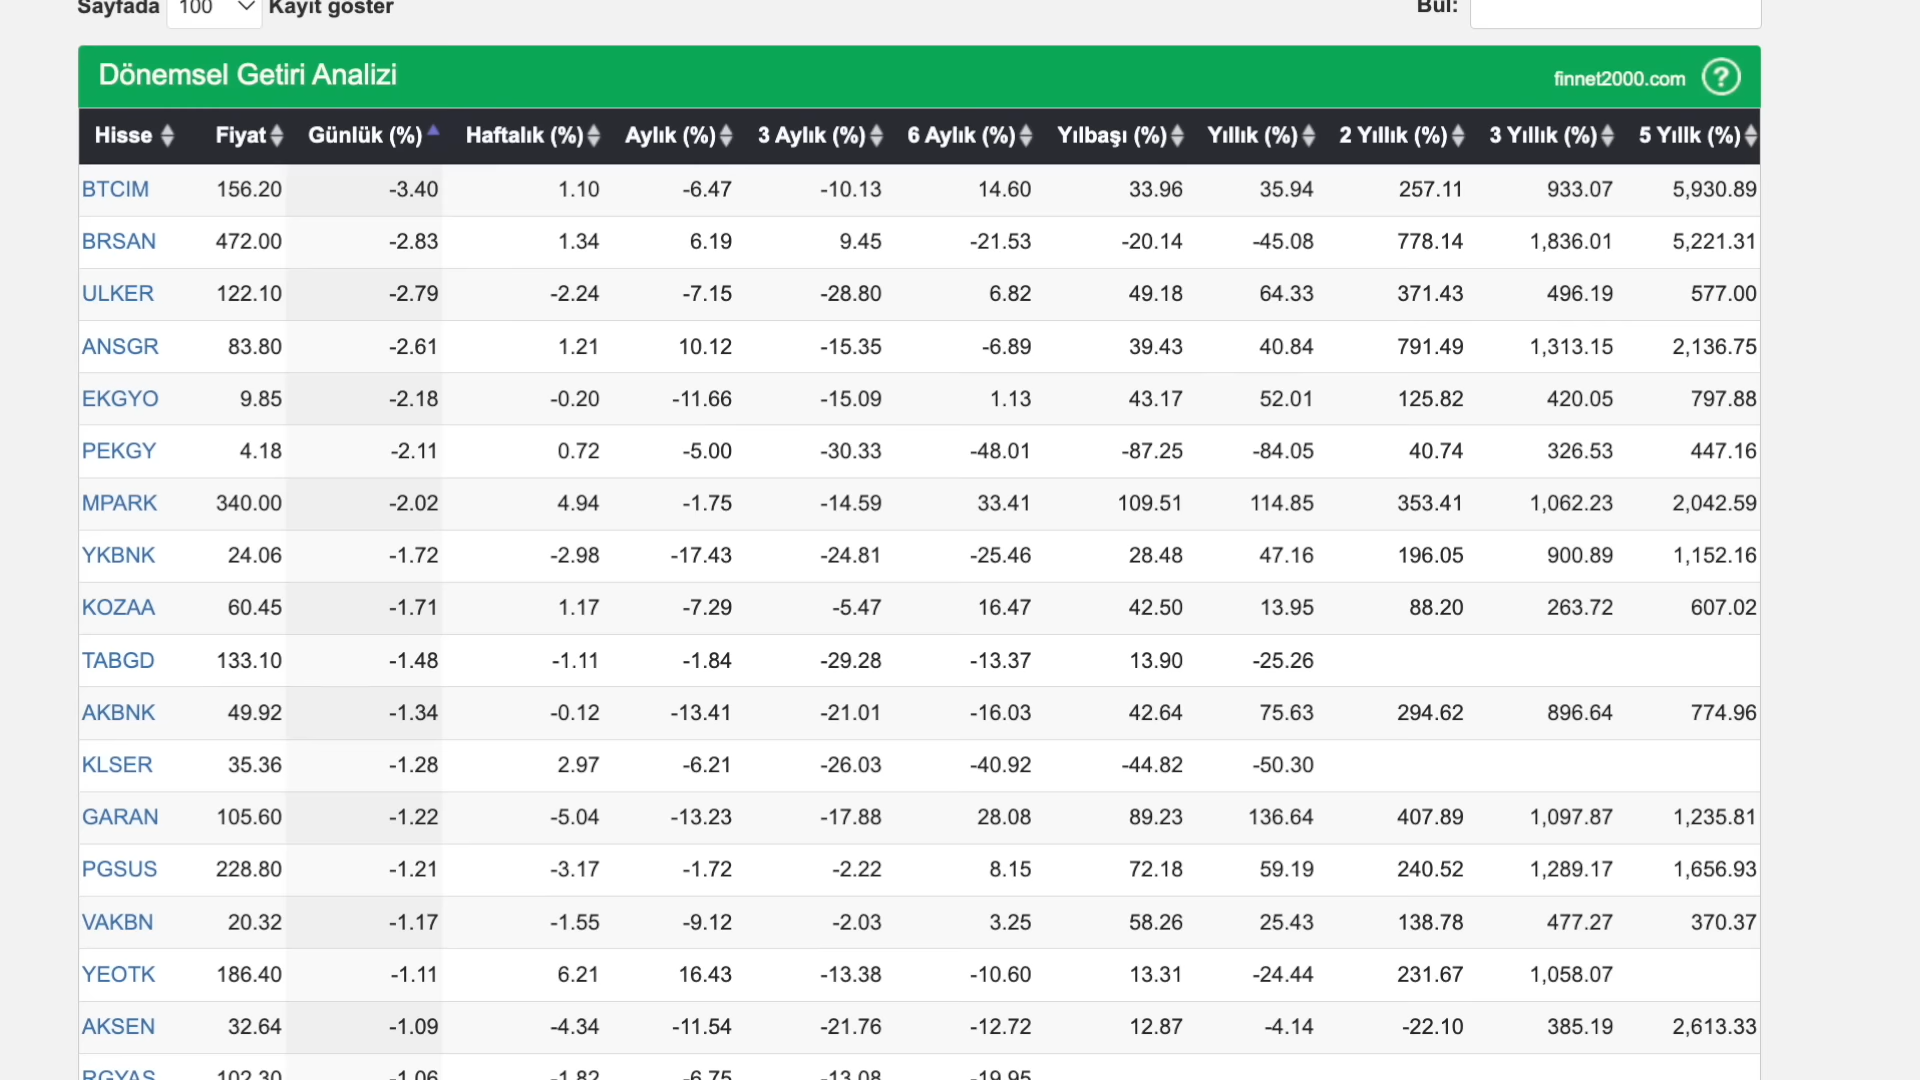 Sayfada 100 Kayıt göster Bul:
Dönemsel Getiri Analizi finnet2000.com ?
Hisse Fiyat Günlük (%) Haftalık (%) Aylık (%) 3 Aylık (%) 6 Aylık (%) Yılbaşı (%) Yıllık (%) 2 Yıllık (%) 3 Yıllık (%) 5 Yıllk (%)
BTCIM 156.20 -3.40 1.10 -6.47 -10.13 14.60 33.96 35.94 257.11 933.07 5,930.89
BRSAN 472.00 -2.83 1.34 6.19 9.45 -21.53 -20.14 -45.08 778.14 1,836.01 5,221.31
ULKER 122.10 -2.79 -2.24 -7.15 -28.80 6.82 49.18 64.33 371.43 496.19 577.00
ANSGR 83.80 -2.61 1.21 10.12 -15.35 -6.89 39.43 40.84 791.49 1,313.15 2,136.75
EKGYO 9.85 -2.18 -0.20 -11.66 -15.09 1.13 43.17 52.01 125.82 420.05 797.88
PEKGY 4.18 -2.11 0.72 -5.00 -30.33 -48.01 -87.25 -84.05 40.74 326.53 447.16
MPARK 340.00 -2.02 4.94 -1.75 -14.59 33.41 109.51 114.85 353.41 1,062.23 2,042.59
YKBNK 24.06 -1.72 -2.98 -17.43 -24.81 -25.46 28.48 47.16 196.05 900.89 1,152.16
KOZAA 60.45 -1.71 1.17 -7.29 -5.47 16.47 42.50 13.95 88.20 263.72 607.02
TABGD 133.10 -1.48 -1.11 -1.84 -29.28 -13.37 13.90 -25.26
AKBNK 49.92 -1.34 -0.12 -13.41 -21.01 -16.03 42.64 75.63 294.62 896.64 774.96
KLSER 35.36 -1.28 2.97 -6.21 -26.03 -40.92 -44.82 -50.30
GARAN 105.60 -1.22 -5.04 -13.23 -17.88 28.08 89.23 136.64 407.89 1,097.87 1,235.81
PGSUS 228.80 -1.21 -3.17 -1.72 -2.22 8.15 72.18 59.19 240.52 1,289.17 1,656.93
VAKBN 20.32 -1.17 -1.55 -9.12 -2.03 3.25 58.26 25.43 138.78 477.27 370.37
YEOTK 186.40 -1.11 6.21 16.43 -13.38 -10.60 13.31 -24.44 231.67 1,058.07
AKSEN 32.64 -1.09 -4.34 -11.54 -21.76 -12.72 12.87 -4.14 -22.10 385.19 2,613.33
RGYAS 102.30 -1.06 -1.82 -6.75 -13.08 -19.95